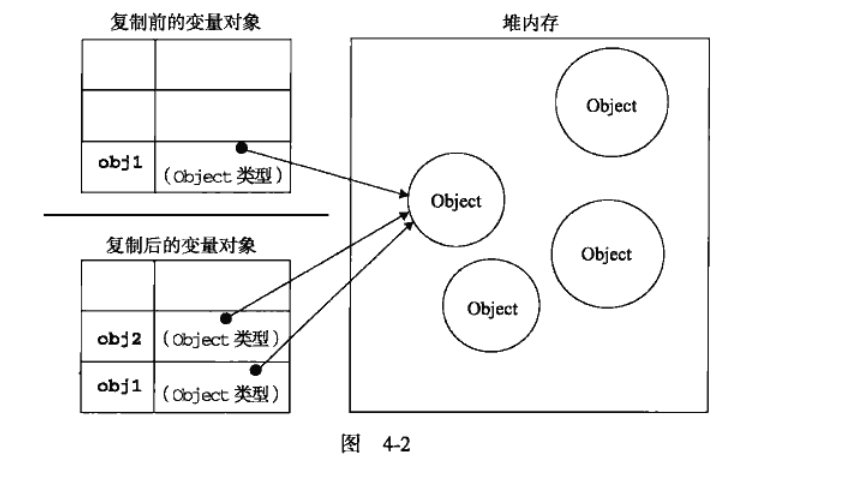 复制前的变量对象
堆内存
Object
obj1
(Object 类型)
Object
复制后的变量对象
Object
Object
obj2
(Object 类型)
obj1
(Object 类型)
图 4-2